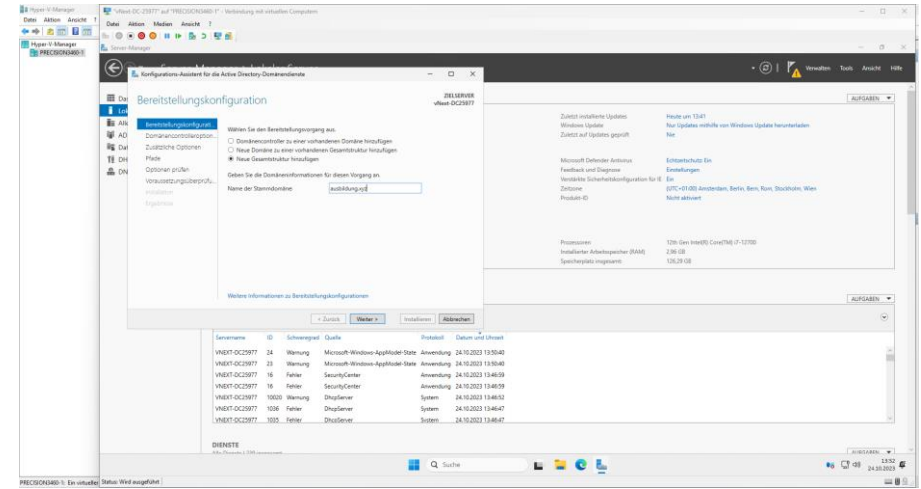 Hyper-V-Manager
Datei Aktion Ansicht ?
Hyper-V-Manager
PRECISION3460-1
"vNext-DC-25977" auf "PRECISION3460-1" - Verbindung mit virtuellen Computern
Datei Aktion Medien Ansicht ?
Server-Manager
Verwalten Tools Ansicht Hilfe
Konfigurations-Assistent für die Active Directory-Domänendienste
Bereitstellungskonfiguration
ZIELSERVER
vNext-DC25977
Bereitstellungskonfigurati...
Domänencontrolleroption...
Zusätzliche Optionen
Pfade
Optionen prüfen
Voraussetzungsüberprüfu...
Installation
Ergebnisse
Wählen Sie den Bereitstellungsvorgang aus.
Domänencontroller zu einer vorhandenen Domäne hinzufügen
Neue Domäne zu einer vorhandenen Gesamtstruktur hinzufügen
Neue Gesamtstruktur hinzufügen
Geben Sie die Domäneninformationen für diesen Vorgang an.
Name der Stammdomäne: ausbildung.xyz
Weitere Informationen zu Bereitstellungskonfigurationen
< Zurück Weiter > Installieren Abbrechen
AUFGABEN
Zuletzt installierte Updates Heute um 13:41
Windows Update Nur Updates mithilfe von Windows Update herunterladen
Zuletzt auf Updates geprüft Nie
Microsoft Defender Antivirus Echtzeitschutz: Ein
Feedback und Diagnose Einstellungen
Verstärkte Sicherheitskonfiguration für IE Ein
Zeitzone (UTC+01:00) Amsterdam, Berlin, Bern, Rom, Stockholm, Wien
Produkt-ID Nicht aktiviert
Prozessoren 12th Gen Intel(R) Core(TM) i7-12700
Installierter Arbeitsspeicher (RAM) 2,96 GB
Speicherplatz insgesamt 126,29 GB
AUFGABEN
Servername ID Schweregrad Quelle Protokoll Datum und Uhrzeit
VNEXT-DC25977 24 Warnung Microsoft-Windows-AppModel-State Anwendung 24.10.2023 13:50:40
VNEXT-DC25977 23 Warnung Microsoft-Windows-AppModel-State Anwendung 24.10.2023 13:50:40
VNEXT-DC25977 16 Fehler SecurityCenter Anwendung 24.10.2023 13:46:59
VNEXT-DC25977 16 Fehler SecurityCenter Anwendung 24.10.2023 13:46:59
VNEXT-DC25977 10020 Warnung DhcpServer System 24.10.2023 13:46:52
VNEXT-DC25977 1036 Fehler DhcpServer System 24.10.2023 13:46:47
VNEXT-DC25977 1035 Fehler DhcpServer System 24.10.2023 13:46:47
DIENSTE
AUFGABEN
Suche
13:52
24.10.2023
PRECISION3460-1: Ein virtueller
Status: Wird ausgeführt